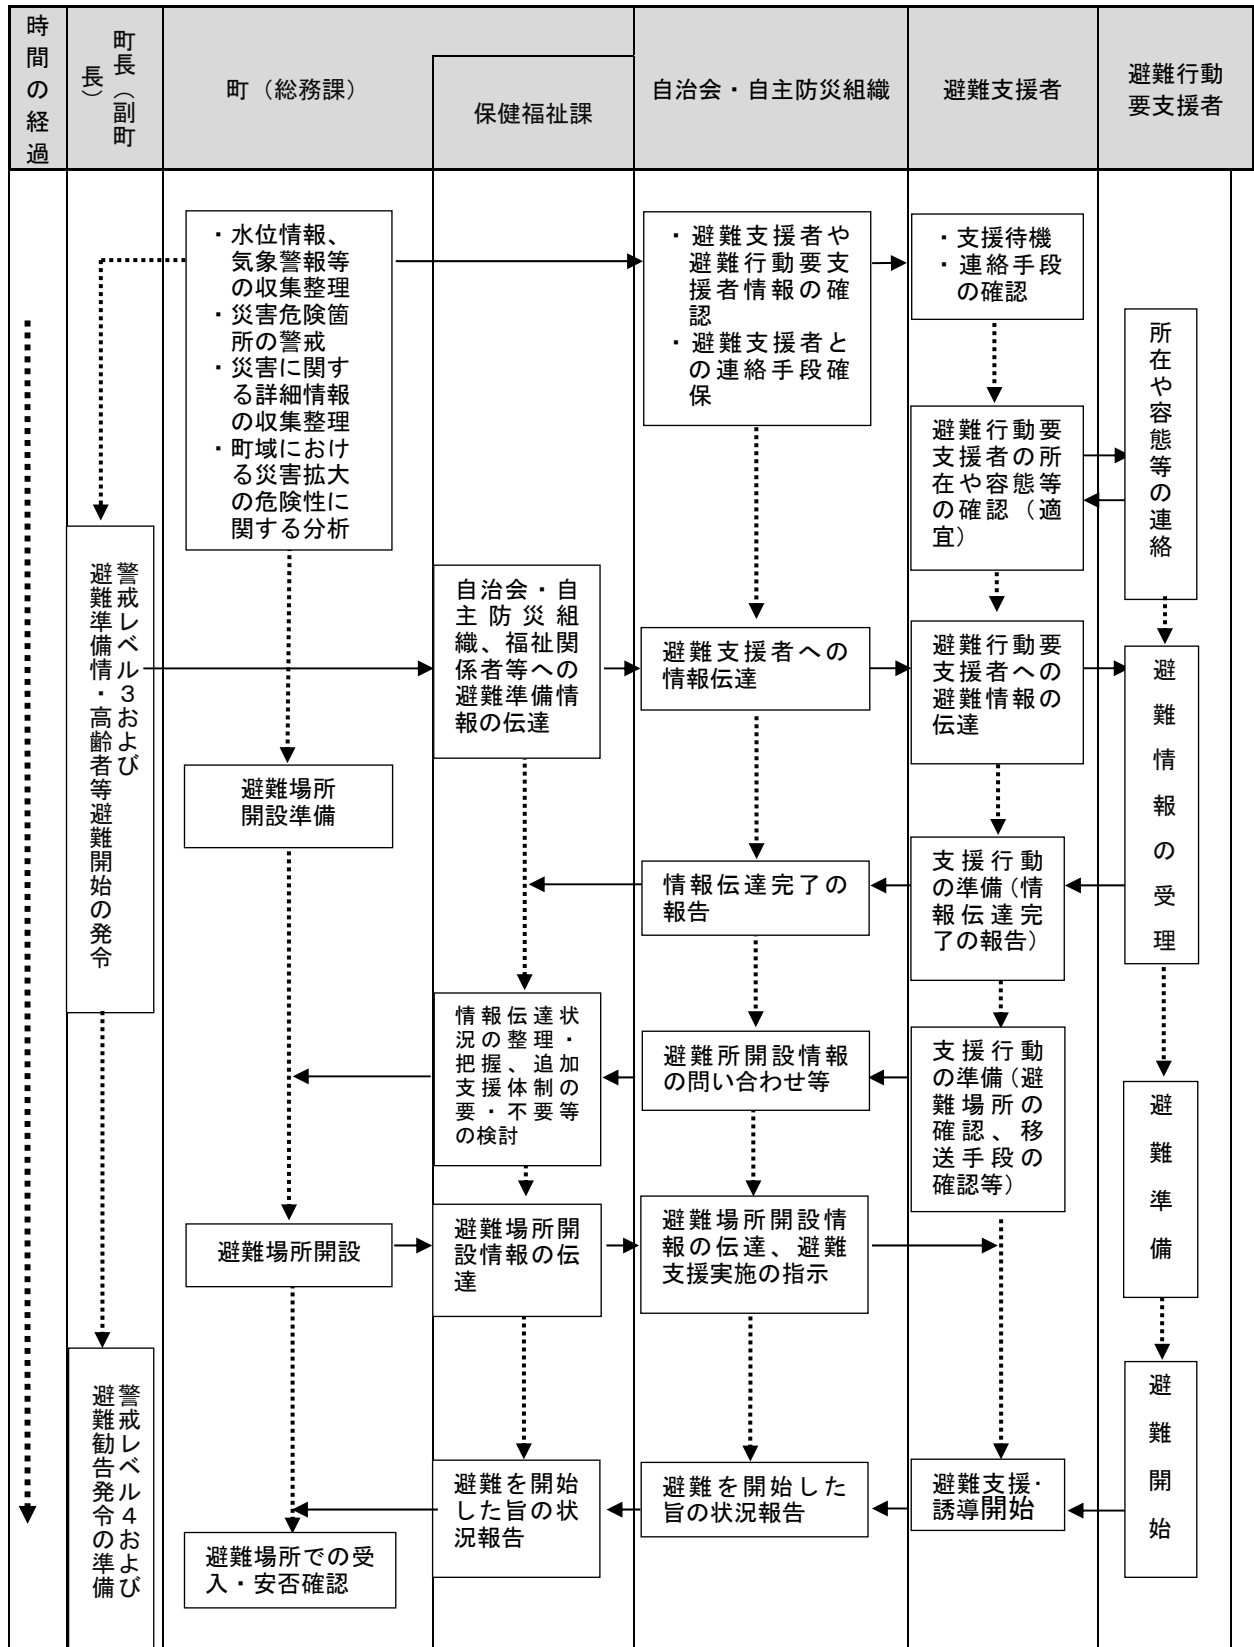 時間の経過
町長（副町
長）
町（総務課）
保健福祉課
自治会・自主防災組織
避難支援者
避難行動
要支援者
・水位情報、
気象警報等
の収集整理
・災害危険箇
所の警戒
・災害に関す
る詳細情報
の収集整理
・町域におけ
る災害拡大
の危険性に
関する分析
・避難支援者や
避難行動要支
援者情報の確
認
・避難支援者と
の連絡手段確
保
・支援待機
・連絡手段
の確認
所在や容態等の連絡
避難行動要
支援者の所
在や容態等
の確認（適
宜）
警戒レベル３および
避難準備情・高齢者等避難開始の発令
自治会・自
主防災組
織、福祉関
係者等への
避難準備情
報の伝達
避難支援者への
情報伝達
避難行動要
支援者への
避難情報の
伝達
避難情報の受理
避難場所
開設準備
情報伝達完了の
報告
支援行動
の準備（情
報伝達完
了の報告）
情報伝達状
況の整理・
把握、追加
支援体制の
要・不要等
の検討
避難所開設情報
の問い合わせ等
支援行動
の準備（避
難場所の
確認、移
送手段の
確認等）
避難準備
避難場所開設
避難場所開
設情報の伝
達
避難場所開設情
報の伝達、避難
支援実施の指示
警戒レベル４および
避難勧告発令の準備
避難を開始
した旨の状
況報告
避難を開始した
旨の状況報告
避難支援・
誘導開始
避難開始
避難場所での受
入・安否確認